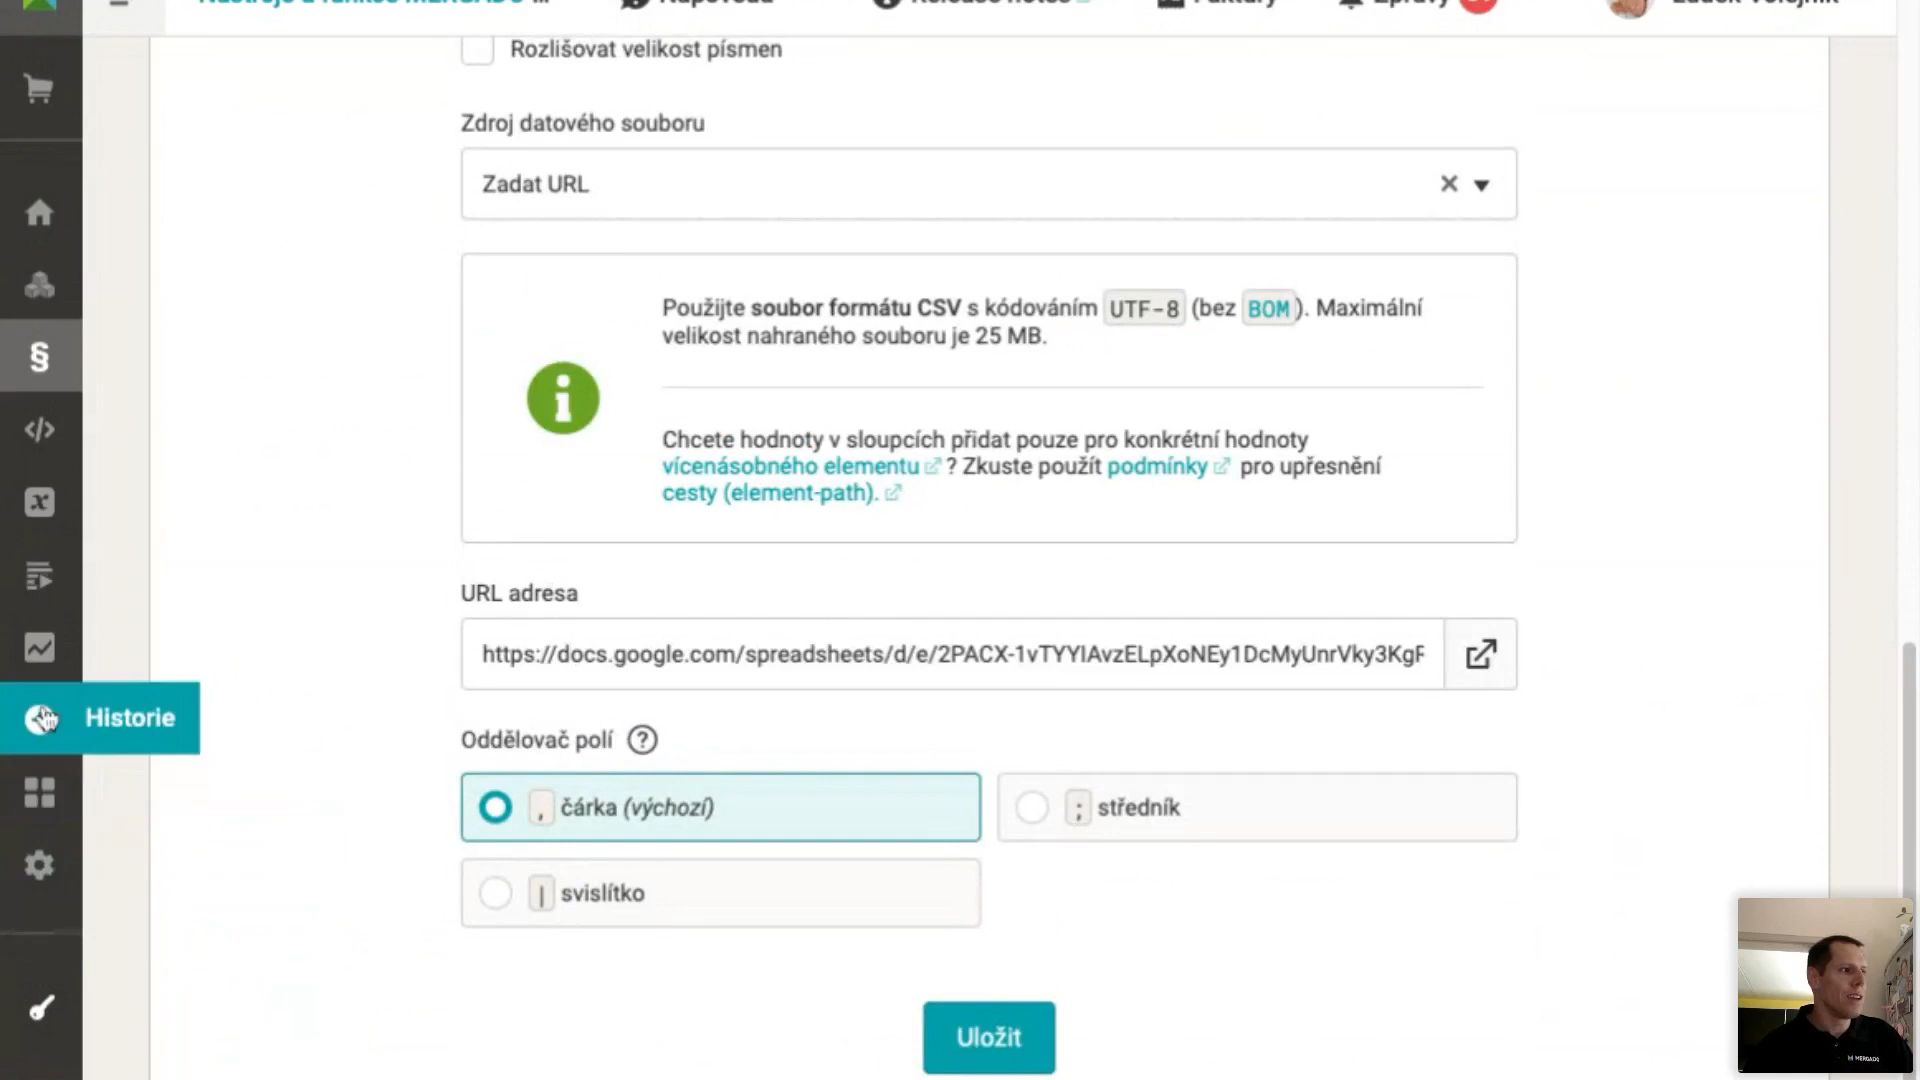 Rozlišovat velikost písmen
Zdroj datového souboru
Zadat URL
Použijte soubor formátu CSV s kódováním UTF-8 (bez BOM). Maximální
velikost nahraného souboru je 25 MB.
Chcete hodnoty v sloupcích přidat pouze pro konkrétní hodnoty
vícenásobného elementu ? Zkuste použít podmínky pro upřesnění
cesty (element-path).
URL adresa
https://docs.google.com/spreadsheets/d/e/2PACX-1vTYYIAvzELpXoNEy1DcMyUnrVky3KgF
Historie
Oddělovač polí ?
, čárka (výchozí)
; středník
| svislítko
Uložit
MERGADO